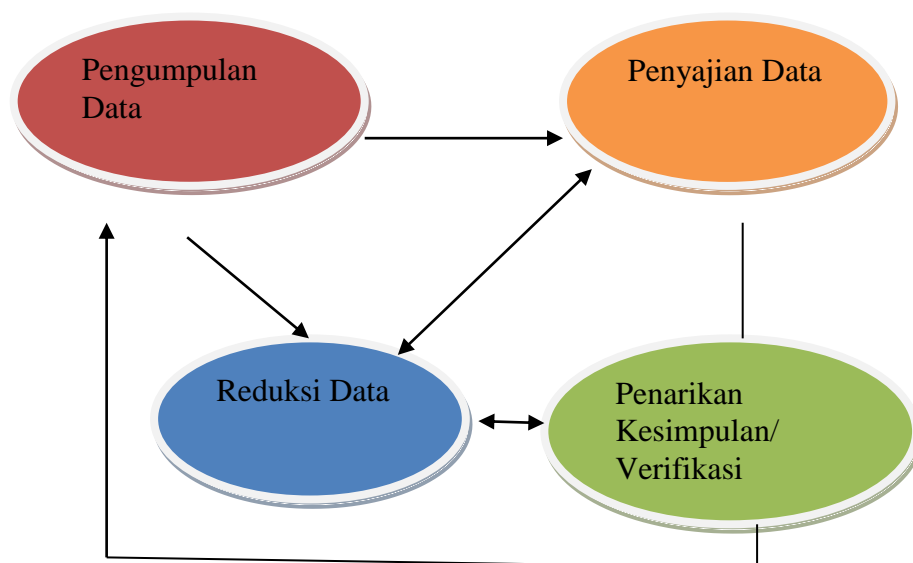 Pengumpulan
Data
Penyajian Data
Reduksi Data
Penarikan
Kesimpulan/
Verifikasi